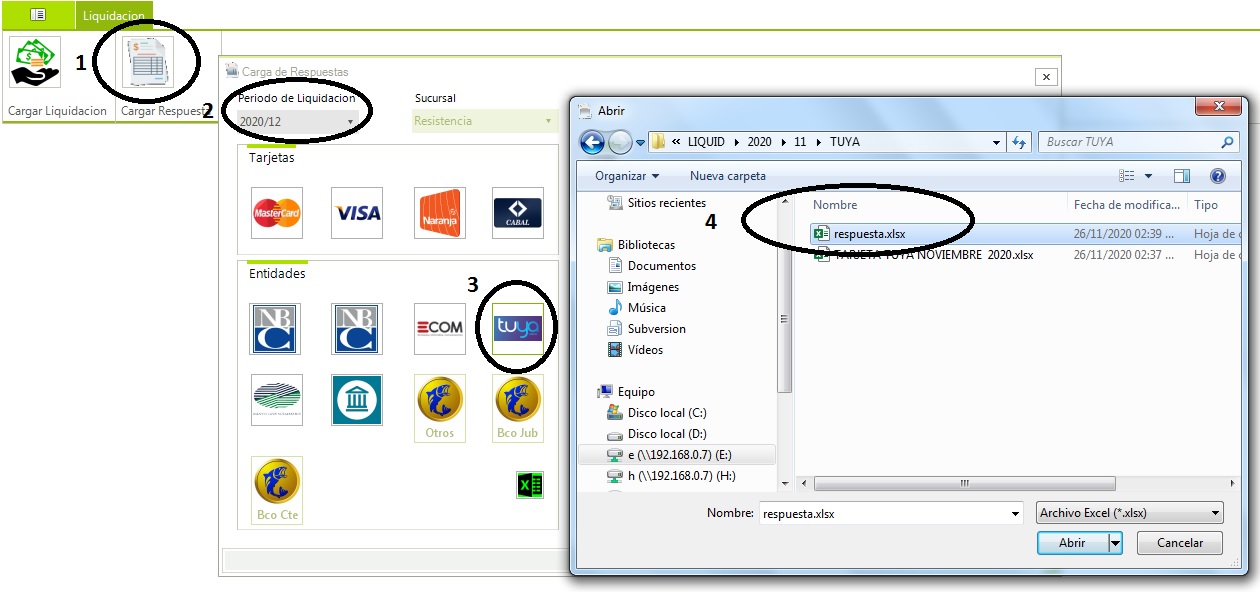 Liquidacion
1
Cargar Liquidacion
Cargar Respuesta
2
Carga de Respuestas
Periodo de Liquidacion
2020/12
Sucursal
Resistencia
Tarjetas
MasterCard
VISA
Naranja
CABAL
Entidades
3
NBC
NBC
ECOM
tuya
Otros
Bco Jub
Bco Cte
Abrir
« LIQUID 2020 11 TUYA
Buscar TUYA
Organizar
Nueva carpeta
Sitios recientes
Bibliotecas
Documentos
Imágenes
Música
Subversion
Vídeos
Equipo
Disco local (C:)
Disco local (D:)
e (\\192.168.0.7) (E:)
h (\\192.168.0.7) (H:)
4
Nombre
Fecha de modifica...
Tipo
respuesta.xlsx
26/11/2020 02:39 ...
Hoja de c
TARJETA TUYA NOVIEMBRE 2020.xlsx
26/11/2020 02:37 ...
Hoja de c
Nombre:
respuesta.xlsx
Archivo Excel (*.xlsx)
Abrir
Cancelar